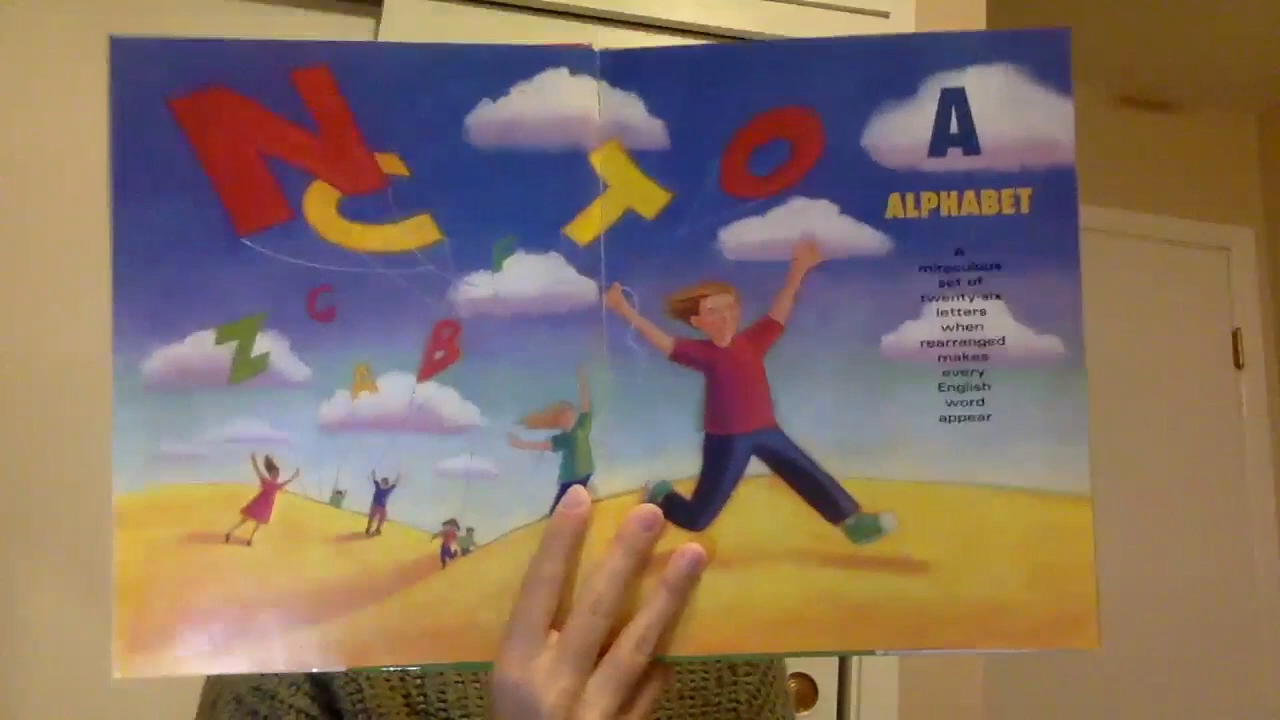 N
C
T
O
A
ALPHABET
A
miraculous
set of
twenty-six
letters
when
rearranged
makes
every
English
word
appear
C
Z
A
B